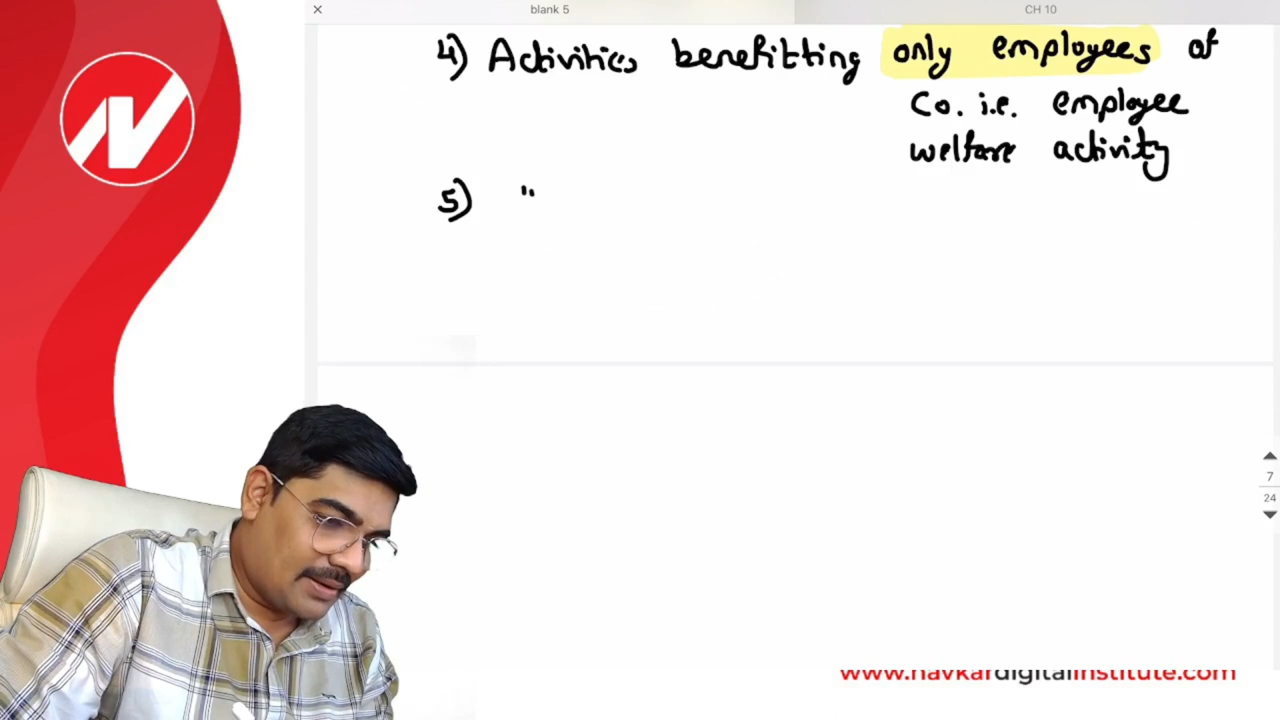 blank 5
CH 10
4) Activities benefitting only employees of
Co. i.e. employee
welfare activity
5) "
7
24
www.navkardigitalinstitute.com